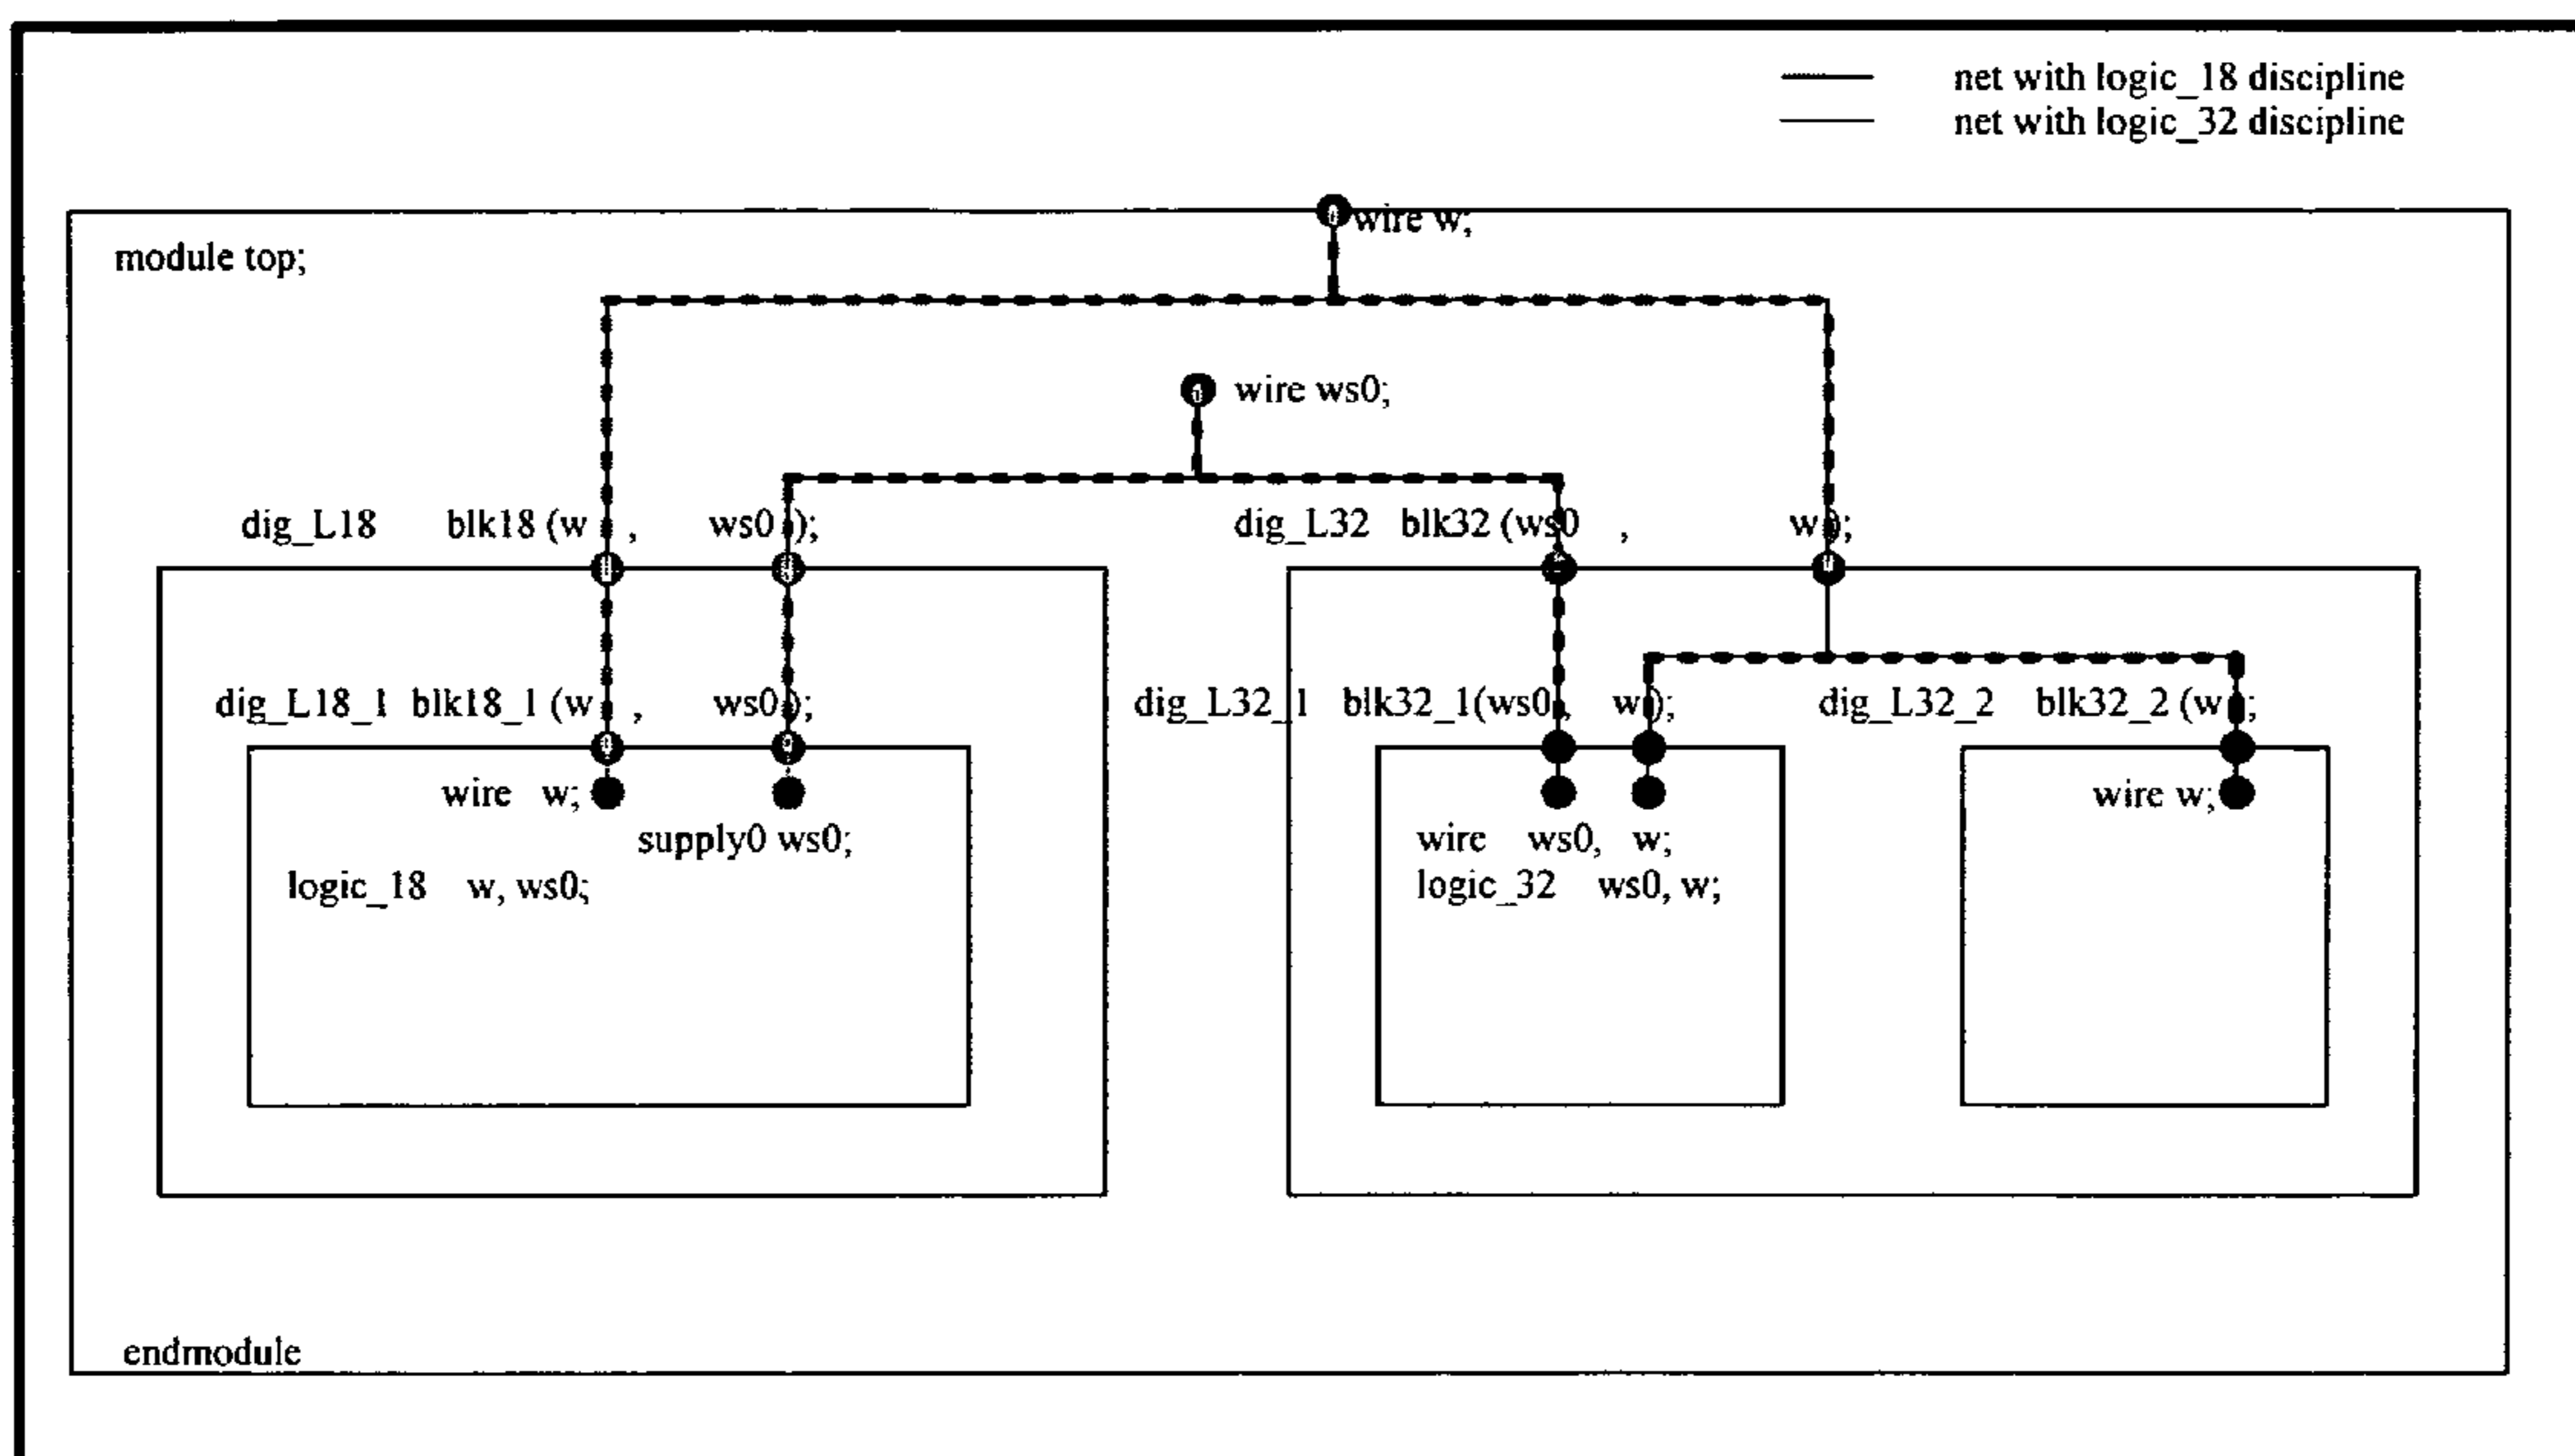 net with logic_18 discipline
net with logic_32 discipline
wire w;
module top;
wire ws0;
dig_L18 blk18 (w , ws0 ); dig_L32 blk32 (ws0 , w );
dig_L18_1 blk18_1 (w , ws0 ); dig_L32_1 blk32_1(ws0 , w ); dig_L32_2 blk32_2 (w );
wire w; wire w;
supply0 ws0; wire ws0, w;
logic_18 w, ws0; logic_32 ws0, w;
endmodule